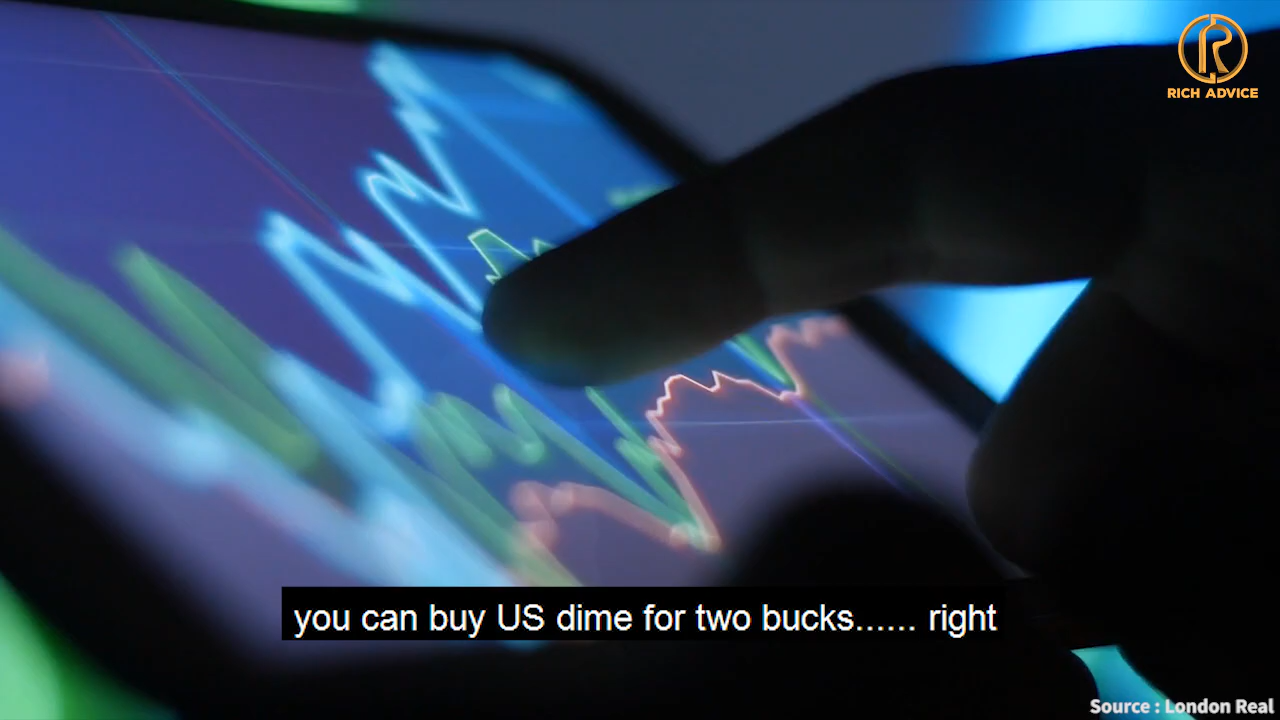 RICH ADVICE
you can buy US dime for two bucks...... right
Source : London Real